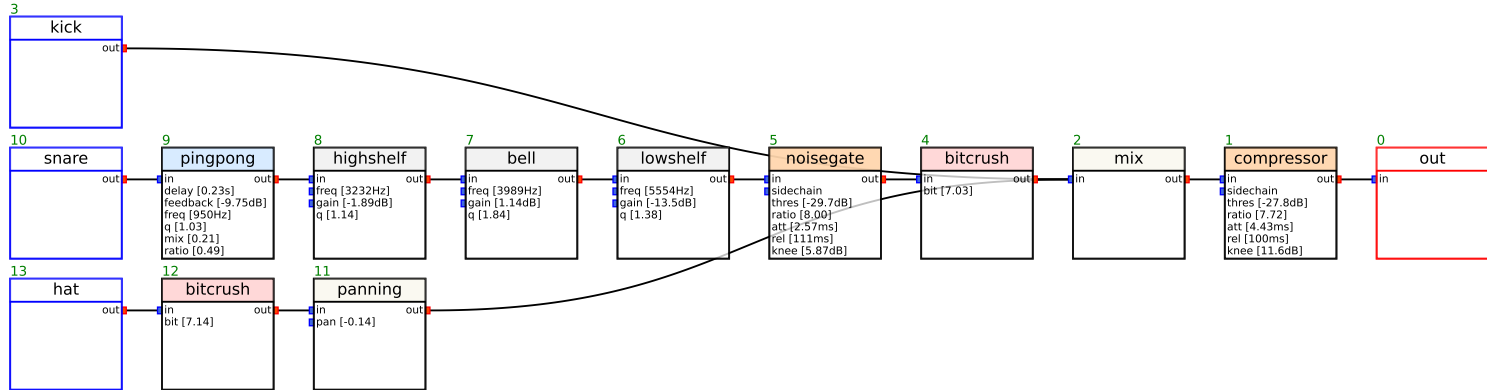 3
kick
out
10
snare
out
9
pingpong
in out
delay [0.23s]
feedback [-9.75dB]
freq [950Hz]
q [1.03]
mix [0.21]
ratio [0.49]
8
highshelf
in out
freq [3232Hz]
gain [-1.89dB]
q [1.14]
7
bell
in out
freq [3989Hz]
gain [1.14dB]
q [1.84]
6
lowshelf
in out
freq [5554Hz]
gain [-13.5dB]
q [1.38]
5
noisegate
in out
sidechain
thres [-29.7dB]
ratio [8.00]
att [2.57ms]
rel [111ms]
knee [5.87dB]
4
bitcrush
in out
bit [7.03]
2
mix
in out
1
compressor
in out
sidechain
thres [-27.8dB]
ratio [7.72]
att [4.43ms]
rel [100ms]
knee [11.6dB]
0
out
in
13
hat
out
12
bitcrush
in out
bit [7.14]
11
panning
in out
pan [-0.14]